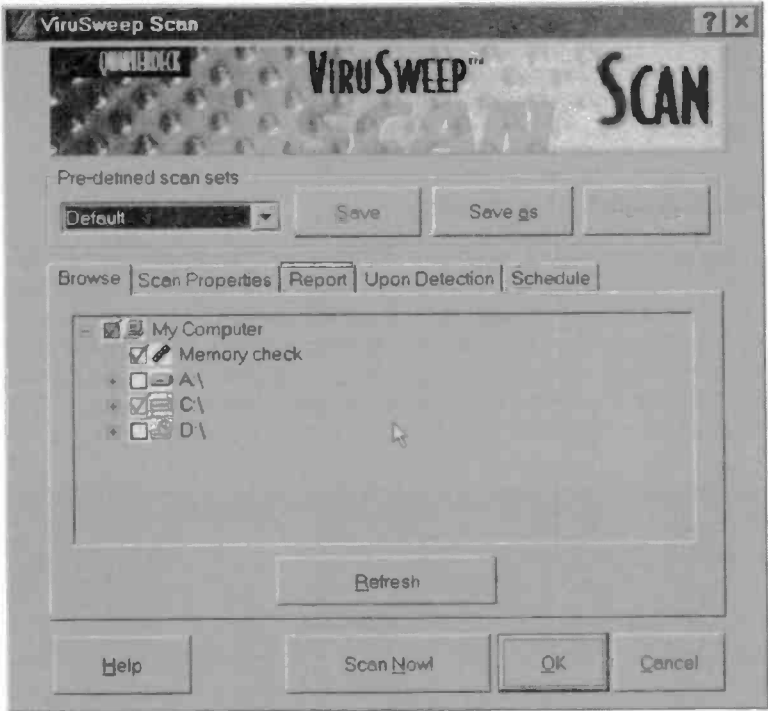 ViruSweep Scan
QUARTERDECK
VIRUSWEEP™
SCAN
Pre-defined scan sets
Default
Save
Save as
Browse
Scan Properties
Report
Upon Detection
Schedule
My Computer
Memory check
A:\
C:\
D:\
Refresh
Help
Scan Now!
OK
Cancel